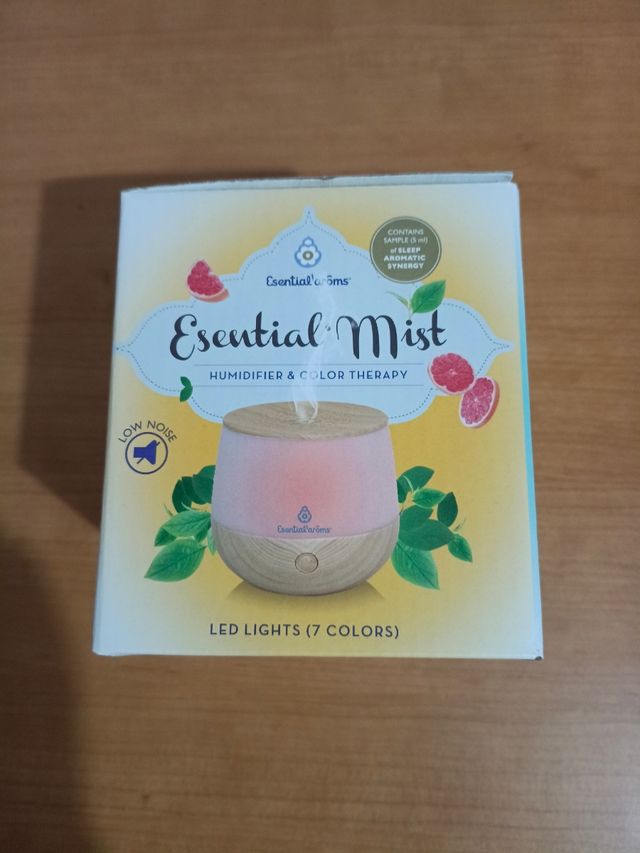 CONTAINS
SAMPLE (5 ml)
of SLEEP
AROMATIC
SYNERGY
Esential'arôms
Esential'Mist
HUMIDIFIER & COLOR THERAPY
LOW NOISE
Esential'arôms
LED LIGHTS (7 COLORS)